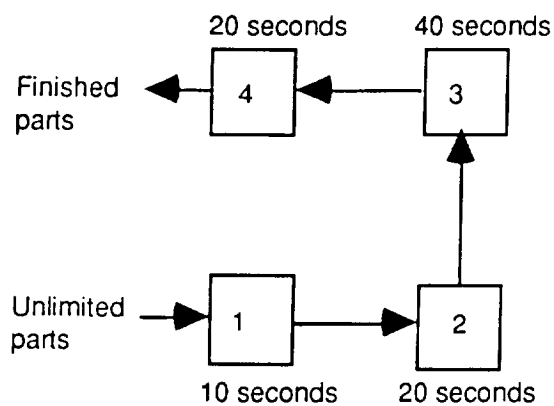 20 seconds
40 seconds
Finished
parts
4
3
Unlimited
parts
1
2
10 seconds
20 seconds